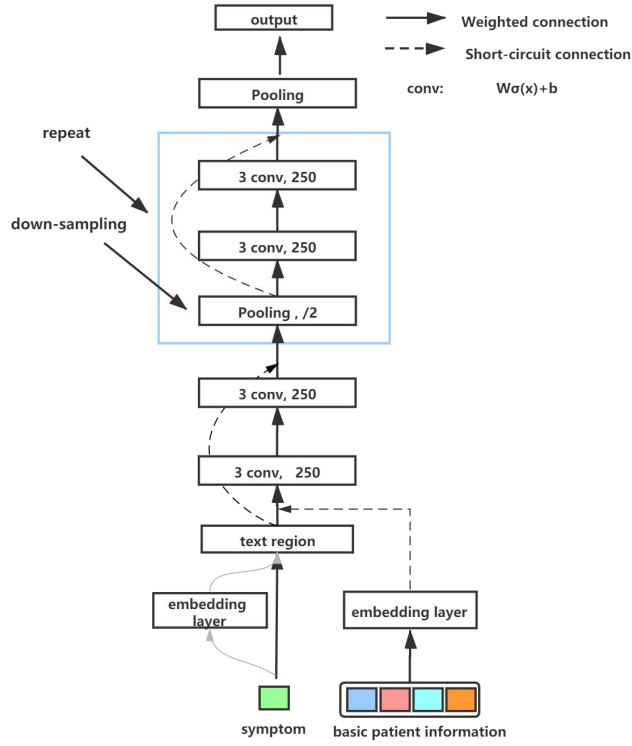 output
Weighted connection
Short-circuit connection
conv: Wσ(x)+b
Pooling
repeat
3 conv, 250
down-sampling
3 conv, 250
Pooling , /2
3 conv, 250
3 conv, 250
text region
embedding
layer
embedding layer
symptom
basic patient information